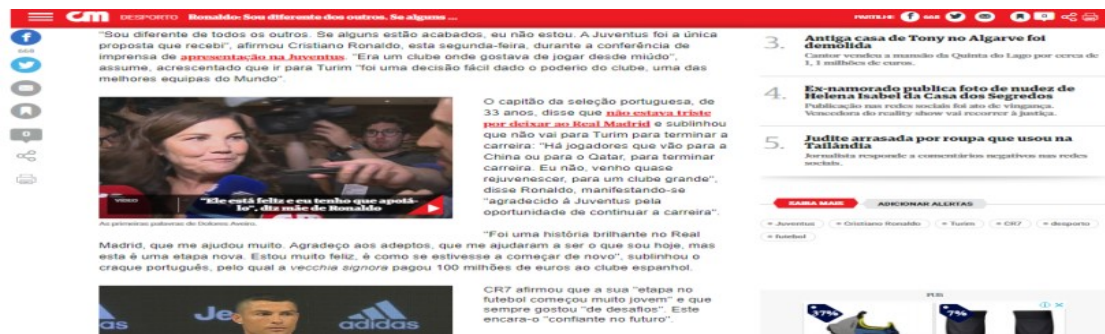 CM DESPORTO Ronaldo: Sou diferente dos outros. Se alguns ...
PARTILHE 668
668
"Sou diferente de todos os outros. Se alguns estão acabados, eu não estou. A Juventus foi a única
proposta que recebi", afirmou Cristiano Ronaldo, esta segunda-feira, durante a conferência de
imprensa de apresentação na Juventus. "Era um clube onde gostava de jogar desde miúdo",
assume, acrescentado que ir para Turim "foi uma decisão fácil dado o poderio do clube, uma das
melhores equipas do Mundo".
VÍDEO
"Ele está feliz e eu tenho que apoiá-
lo", diz mãe de Ronaldo
As primeiras palavras de Dolores Aveiro.
O capitão da seleção portuguesa, de
33 anos, disse que não estava triste
por deixar ao Real Madrid e sublinhou
que não vai para Turim para terminar a
carreira: "Há jogadores que vão para a
China ou para o Qatar, para terminar
carreira. Eu não, venho quase
rejuvenescer, para um clube grande",
disse Ronaldo, manifestando-se
"agradecido à Juventus pela
oportunidade de continuar a carreira".
"Foi uma história brilhante no Real
Madrid, que me ajudou muito. Agradeço aos adeptos, que me ajudaram a ser o que sou hoje, mas
esta é uma etapa nova. Estou muito feliz, é como se estivesse a começar de novo", sublinhou o
craque português, pelo qual a vecchia signora pagou 100 milhões de euros ao clube espanhol.
as
Je
adidas
CR7 afirmou que a sua "etapa no
futebol começou muito jovem" e que
sempre gostou "de desafios". Este
encara-o "confiante no futuro".
3. Antiga casa de Tony no Algarve foi
demolida
Cantor vendeu a mansão da Quinta do Lago por cerca de
1, 1 milhões de euros.
4. Ex-namorado publica foto de nudez de
Helena Isabel da Casa dos Segredos
Publicação nas redes sociais foi ato de vingança.
Vencedora do reality show vai recorrer à justiça.
5. Judite arrasada por roupa que usou na
Tailândia
Jornalista responde a comentários negativos nas redes
sociais.
SAIBA MAIS ADICIONAR ALERTAS
Juventus Cristiano Ronaldo Turim CR7 desporto
futebol
PUB
37%
7%